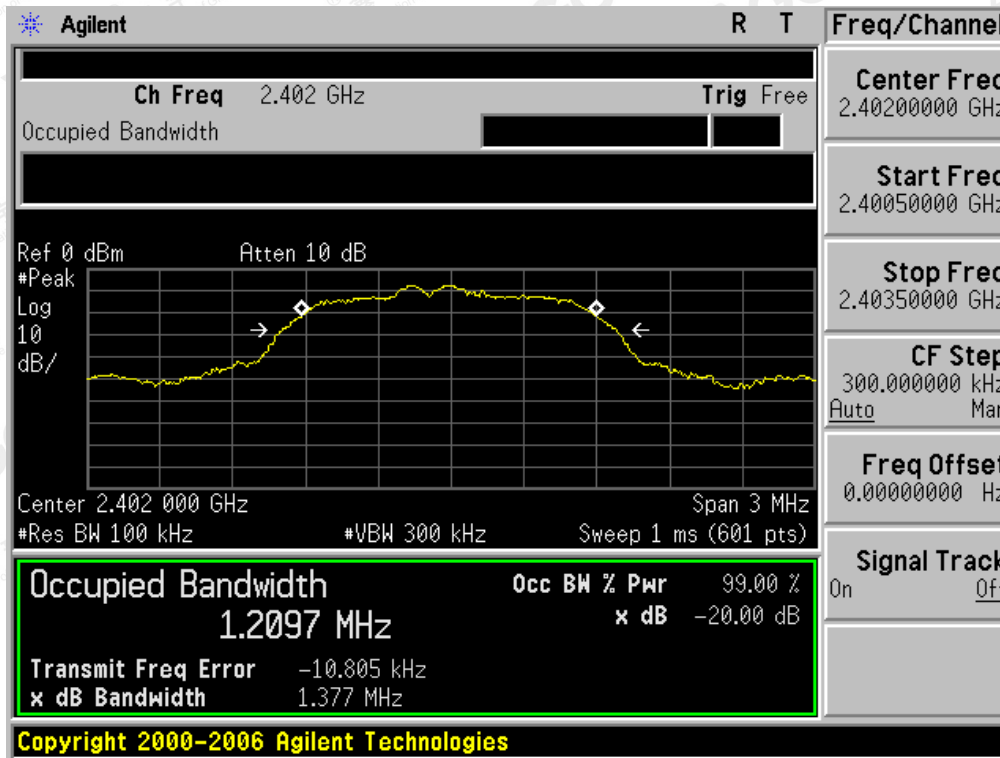 Agilent R T Freq/Channel
Ch Freq 2.402 GHz Trig Free
Occupied Bandwidth
Center Freq
2.40200000 GHz
Start Freq
2.40050000 GHz
Stop Freq
2.40350000 GHz
CF Step
300.000000 kHz
Auto Man
Freq Offset
0.00000000 Hz
Signal Track
On Off
Ref 0 dBm Atten 10 dB
#Peak
Log
10
dB/
Center 2.402 000 GHz Span 3 MHz
#Res BW 100 kHz #VBW 300 kHz Sweep 1 ms (601 pts)
Occupied Bandwidth
1.2097 MHz
Occ BW % Pwr 99.00 %
x dB -20.00 dB
Transmit Freq Error -10.805 kHz
x dB Bandwidth 1.377 MHz
Copyright 2000-2006 Agilent Technologies